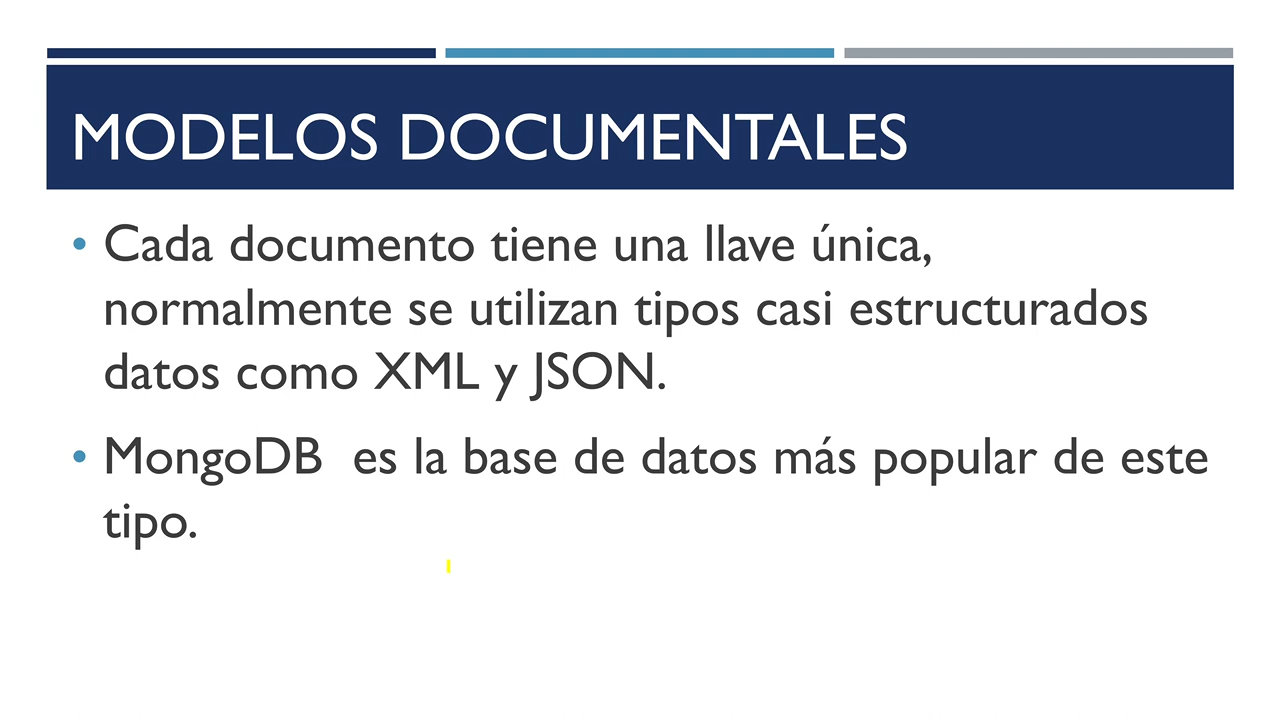 MODELOS DOCUMENTALES
• Cada documento tiene una llave única,
normalmente se utilizan tipos casi estructurados
datos como XML y JSON.
• MongoDB  es la base de datos más popular de este
tipo.